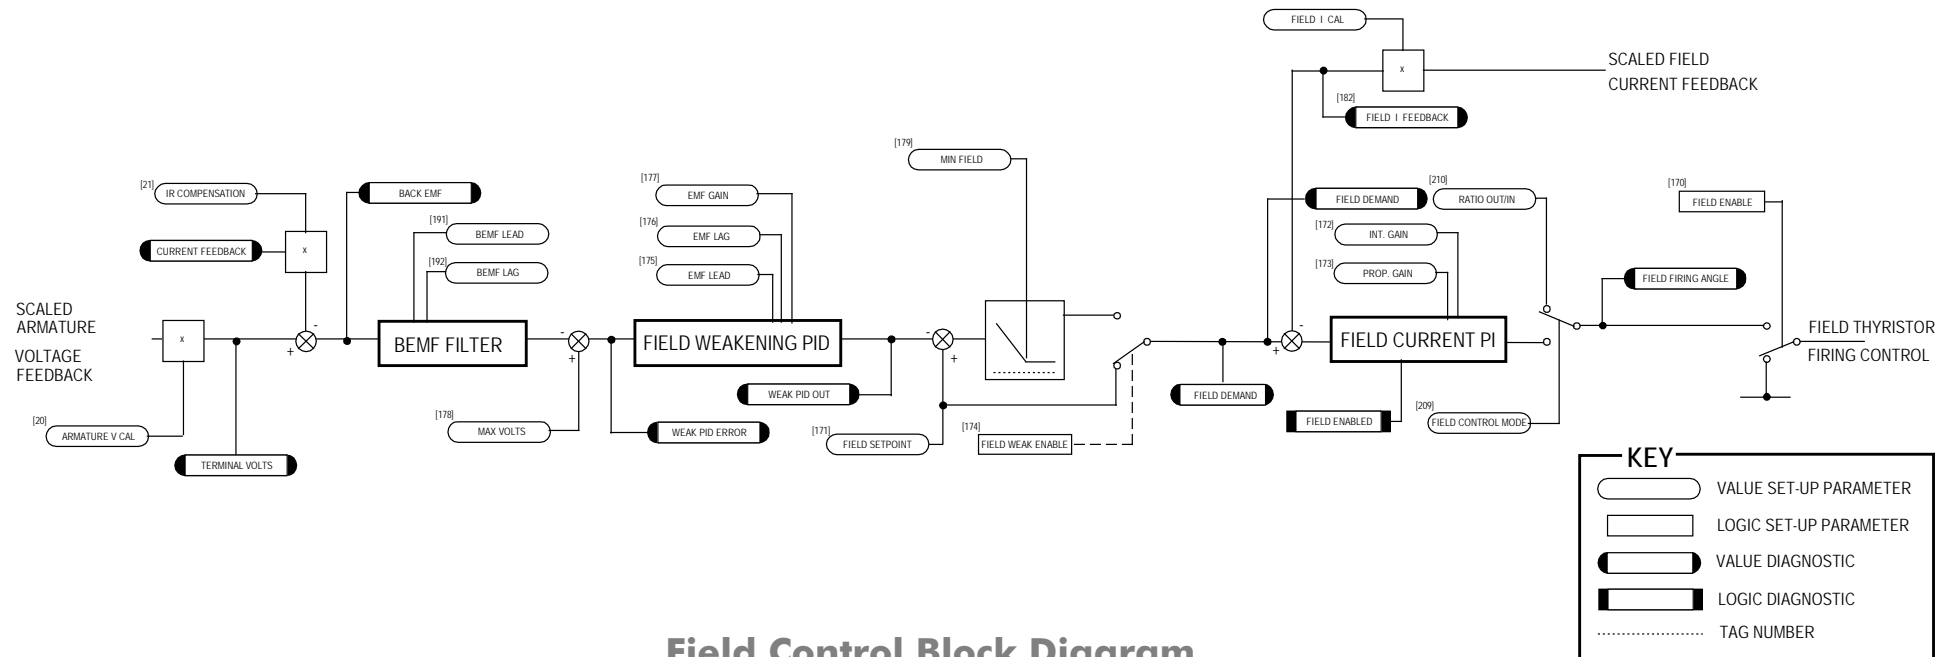 FIELD I CAL
x
SCALED FIELD
CURRENT FEEDBACK
[182]
FIELD I FEEDBACK
[179]
MIN FIELD
[21]
IR COMPENSATION
BACK EMF
[177]
EMF GAIN
FIELD DEMAND
[210]
RATIO OUT/IN
[170]
FIELD ENABLE
[191]
BEMF LEAD
[176]
EMF LAG
[172]
INT. GAIN
CURRENT FEEDBACK
x
[192]
BEMF LAG
[175]
EMF LEAD
[173]
PROP. GAIN
FIELD FIRING ANGLE
SCALED
ARMATURE
VOLTAGE
FEEDBACK
x
-
+
BEMF FILTER
-
+
FIELD WEAKENING PID
-
+
-
+
FIELD CURRENT PI
FIELD THYRISTOR
FIRING CONTROL
WEAK PID OUT
FIELD DEMAND
[20]
ARMATURE V CAL
[178]
MAX VOLTS
WEAK PID ERROR
[171]
FIELD SETPOINT
[174]
FIELD WEAK ENABLE
FIELD ENABLED
[209]
FIELD CONTROL MODE
TERMINAL VOLTS
KEY
VALUE SET-UP PARAMETER
LOGIC SET-UP PARAMETER
VALUE DIAGNOSTIC
LOGIC DIAGNOSTIC
TAG NUMBER
Field Control Block Diagram